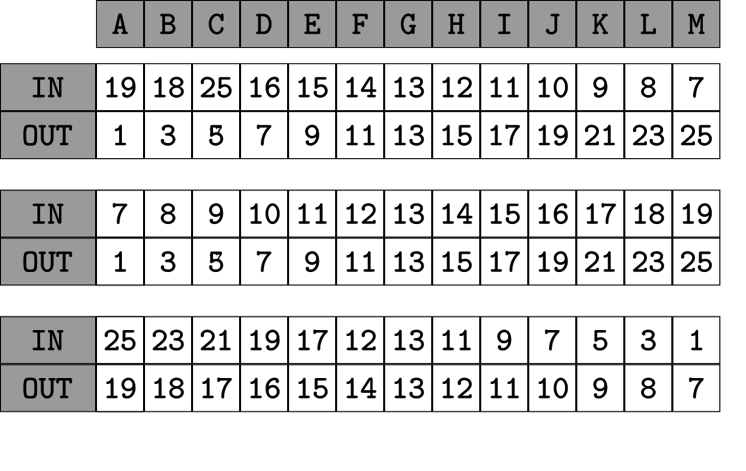 A B C D E F G H I J K L M
IN 19 18 25 16 15 14 13 12 11 10 9 8 7
OUT 1 3 5 7 9 11 13 15 17 19 21 23 25
IN 7 8 9 10 11 12 13 14 15 16 17 18 19
OUT 1 3 5 7 9 11 13 15 17 19 21 23 25
IN 25 23 21 19 17 12 13 11 9 7 5 3 1
OUT 19 18 17 16 15 14 13 12 11 10 9 8 7